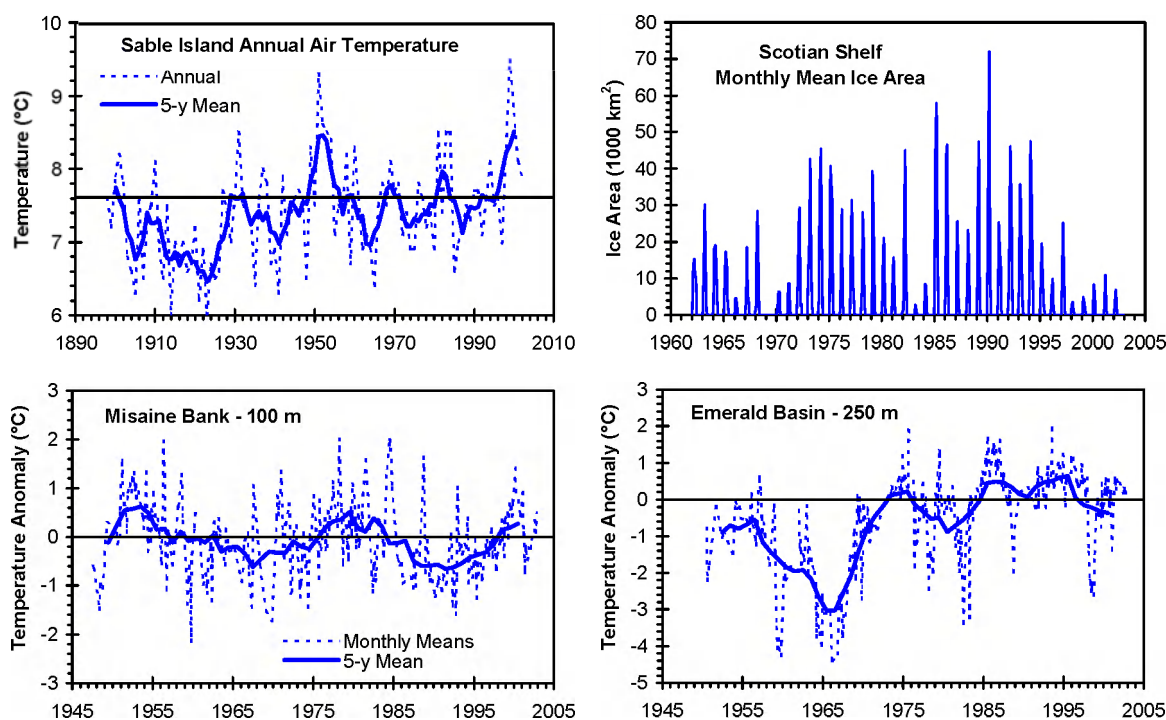 Sable Island Annual Air Temperature
Annual
5-y Mean
Temperature (°C)
10
9
8
7
6
1890 1910 1930 1950 1970 1990 2010
Scotian Shelf
Monthly Mean Ice Area
Ice Area (1000 km²)
80
70
60
50
40
30
20
10
0
1960 1965 1970 1975 1980 1985 1990 1995 2000 2005
Misaine Bank - 100 m
Temperature Anomaly (°C)
3
2
1
0
-1
-2
-3
Monthly Means
5-y Mean
1945 1955 1965 1975 1985 1995 2005
Emerald Basin - 250 m
Temperature Anomaly (°C)
2
1
0
-1
-2
-3
-4
-5
1945 1955 1965 1975 1985 1995 2005